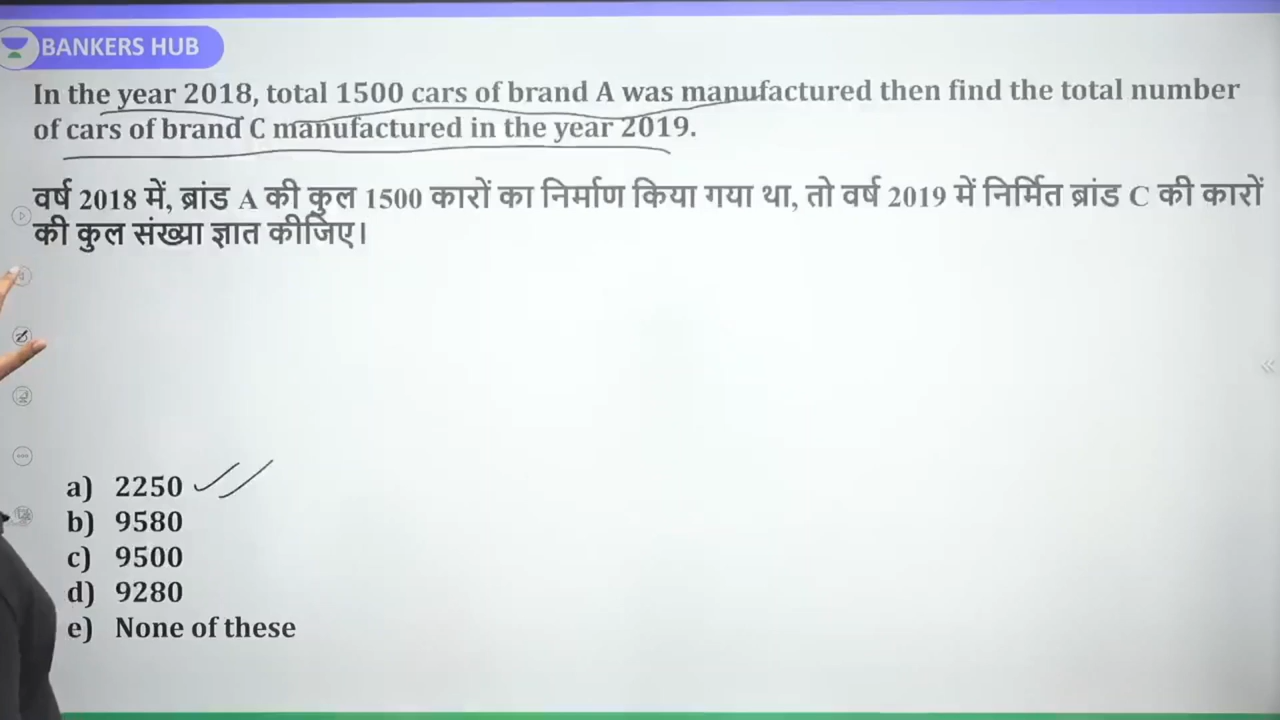 BANKERS HUB
In the year 2018, total 1500 cars of brand A was manufactured then find the total number
of cars of brand C manufactured in the year 2019.
वर्ष 2018 में, ब्रांड A की कुल 1500 कारों का निर्माण किया गया था, तो वर्ष 2019 में निर्मित ब्रांड C की कारों
की कुल संख्या ज्ञात कीजिए।
a) 2250
b) 9580
c) 9500
d) 9280
e) None of these